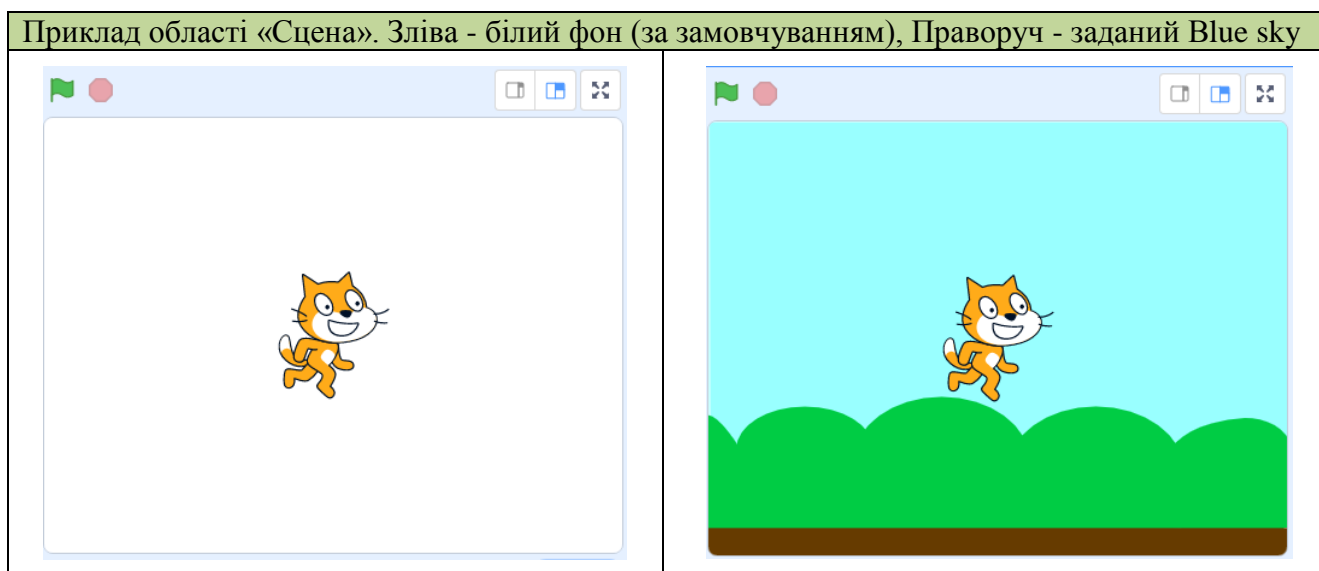 Приклад області «Сцена». Зліва - білий фон (за замовчуванням), Праворуч - заданий Blue sky